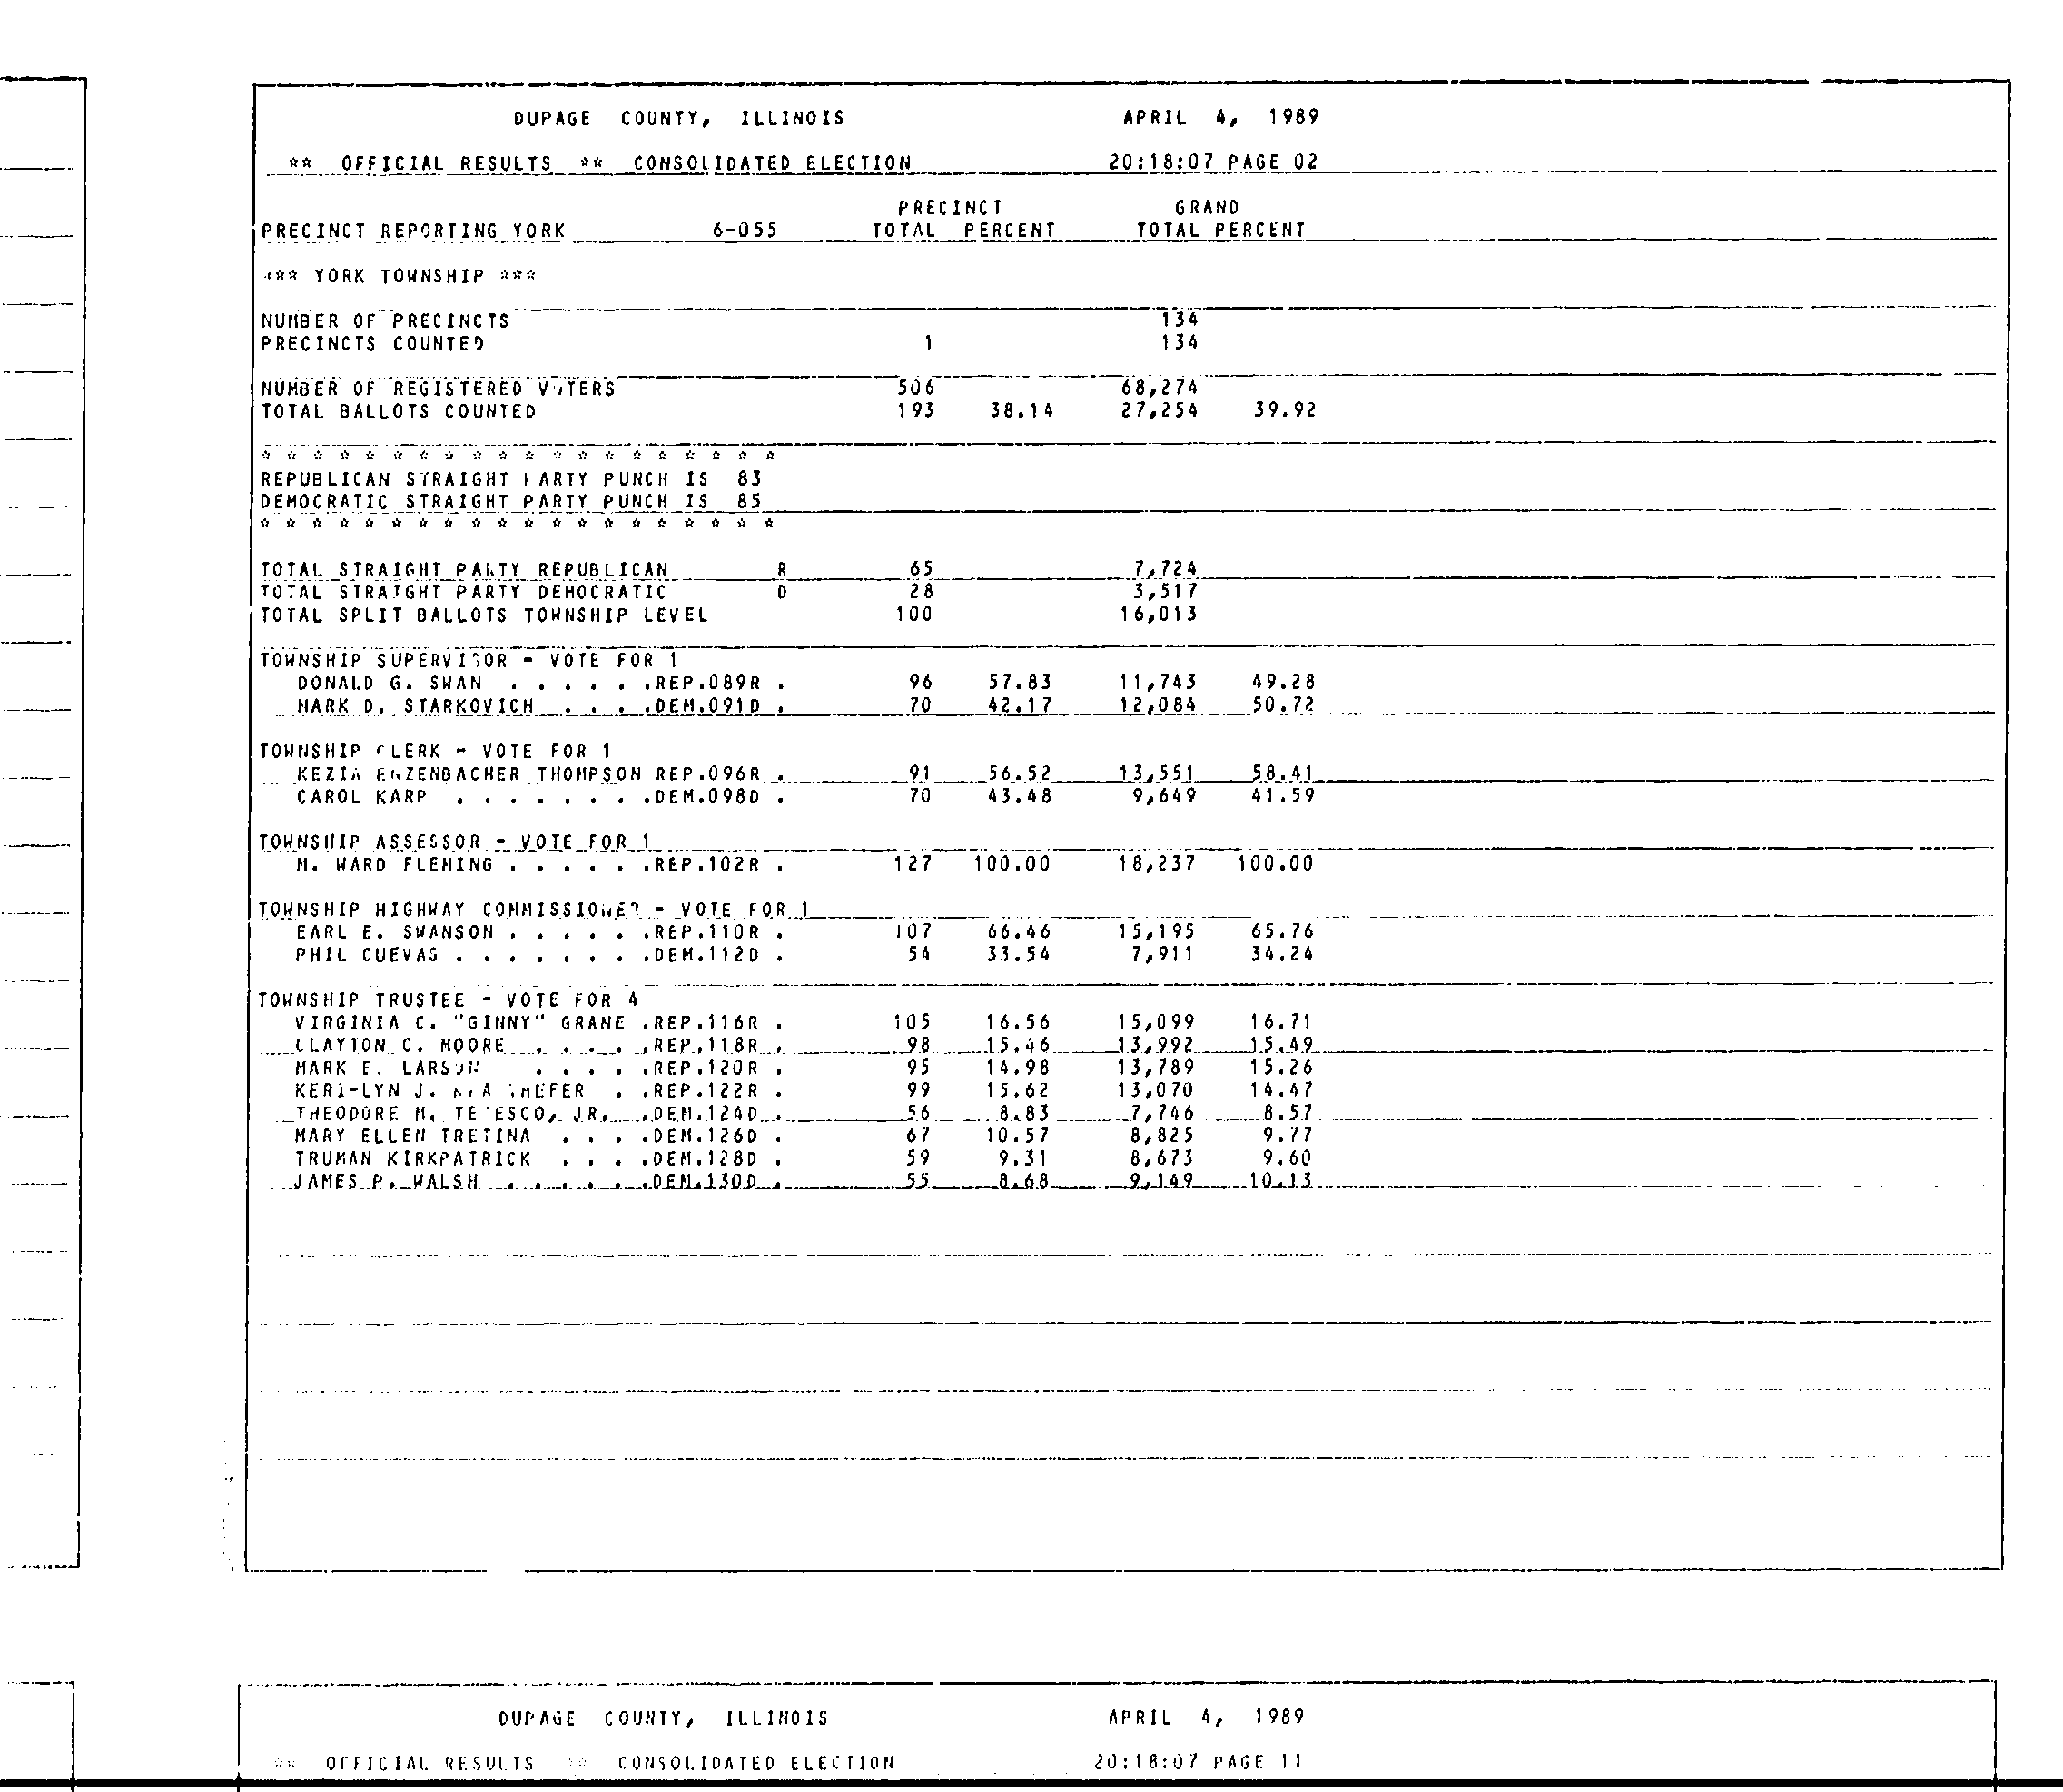 DUPAGE COUNTY, ILLINOIS APRIL 4, 1989
** OFFICIAL RESULTS ** CONSOLIDATED ELECTION 20:18:07 PAGE 02
PRECINCT GRAND
PRECINCT REPORTING YORK 6-055 TOTAL PERCENT TOTAL PERCENT
*** YORK TOWNSHIP ***
NUMBER OF PRECINCTS 134
PRECINCTS COUNTED 1 134
NUMBER OF REGISTERED VOTERS 506 68,274
TOTAL BALLOTS COUNTED 193 38.14 27,254 39.92
* * * * * * * * * * * * * * * * * * * *
REPUBLICAN STRAIGHT PARTY PUNCH IS 83
DEMOCRATIC STRAIGHT PARTY PUNCH IS 85
* * * * * * * * * * * * * * * * * * * *
TOTAL STRAIGHT PARTY REPUBLICAN R 65 7,724
TOTAL STRAIGHT PARTY DEMOCRATIC D 28 3,517
TOTAL SPLIT BALLOTS TOWNSHIP LEVEL 100 16,013
TOWNSHIP SUPERVISOR - VOTE FOR 1
DONALD G. SWAN . . . . . .REP.089R . 96 57.83 11,743 49.28
MARK D. STARKOVICH . . . .DEM.091D . 70 42.17 12,084 50.72
TOWNSHIP CLERK - VOTE FOR 1
KEZIA THOMPSON REP.096R . 91 56.52 13,551 58.41
CAROL KARP . . . . . . . .DEM.098D . 70 43.48 9,649 41.59
TOWNSHIP ASSESSOR - VOTE FOR 1
M. WARD FLEMING . . . . . .REP.102R . 127 100.00 18,237 100.00
TOWNSHIP HIGHWAY COMMISSIONER - VOTE FOR 1
EARL E. SWANSON . . . . . .REP.110R . 107 66.46 15,195 65.76
PHIL CUEVAS . . . . . . . .DEM.112D . 54 33.54 7,911 34.24
TOWNSHIP TRUSTEE - VOTE FOR 4
VIRGINIA C. "GINNY" GRANE .REP.116R . 105 16.56 15,099 16.71
CLAYTON C. MOORE . . . . .REP.118R . 98 15.46 13,992 15.49
MARK E. LARSON . . . . .REP.120R . 95 14.98 13,789 15.26
KERI-LYN J. . .REP.122R . 99 15.62 13,070 14.47
THEODORE M. TEDESCO, JR. .DEM.124D . 56 8.83 7,746 8.57
MARY ELLEN TRETINA . . . .DEM.126D . 67 10.57 8,825 9.77
TRUMAN KIRKPATRICK . . . .DEM.128D . 59 9.31 8,673 9.60
JAMES P. WALSH . . . . . .DEM.130D . 55 8.68 9,149 10.13
DUPAGE COUNTY, ILLINOIS APRIL 4, 1989
** OFFICIAL RESULTS ** CONSOLIDATED ELECTION 20:18:07 PAGE 11